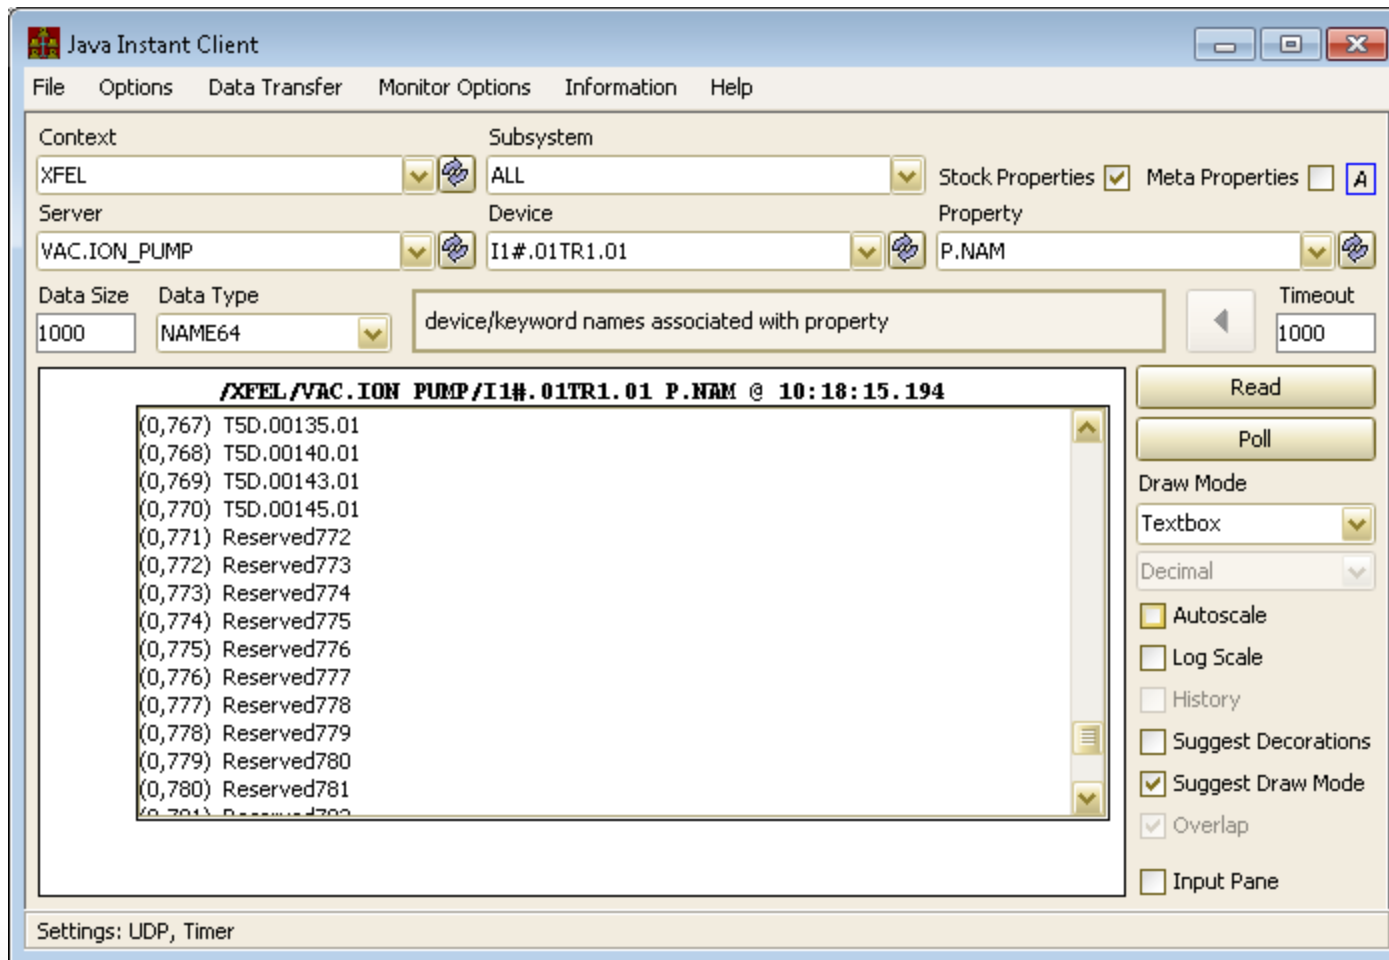 Java Instant Client
File Options Data Transfer Monitor Options Information Help
Context Subsystem
XFEL ALL Stock Properties Meta Properties A
Server Device Property
VAC.ION_PUMP I1#.01TR1.01 P.NAM
Data Size Data Type Timeout
1000 NAME64 device/keyword names associated with property 1000
/XFEL/VAC.ION PUMP/I1#.01TR1.01 P.NAM @ 10:18:15.194
(0,767) T5D.00135.01
(0,768) T5D.00140.01
(0,769) T5D.00143.01
(0,770) T5D.00145.01
(0,771) Reserved772
(0,772) Reserved773
(0,773) Reserved774
(0,774) Reserved775
(0,775) Reserved776
(0,776) Reserved777
(0,777) Reserved778
(0,778) Reserved779
(0,779) Reserved780
(0,780) Reserved781
Read
Poll
Draw Mode
Textbox
Decimal
Autoscale
Log Scale
History
Suggest Decorations
Suggest Draw Mode
Overlap
Input Pane
Settings: UDP, Timer